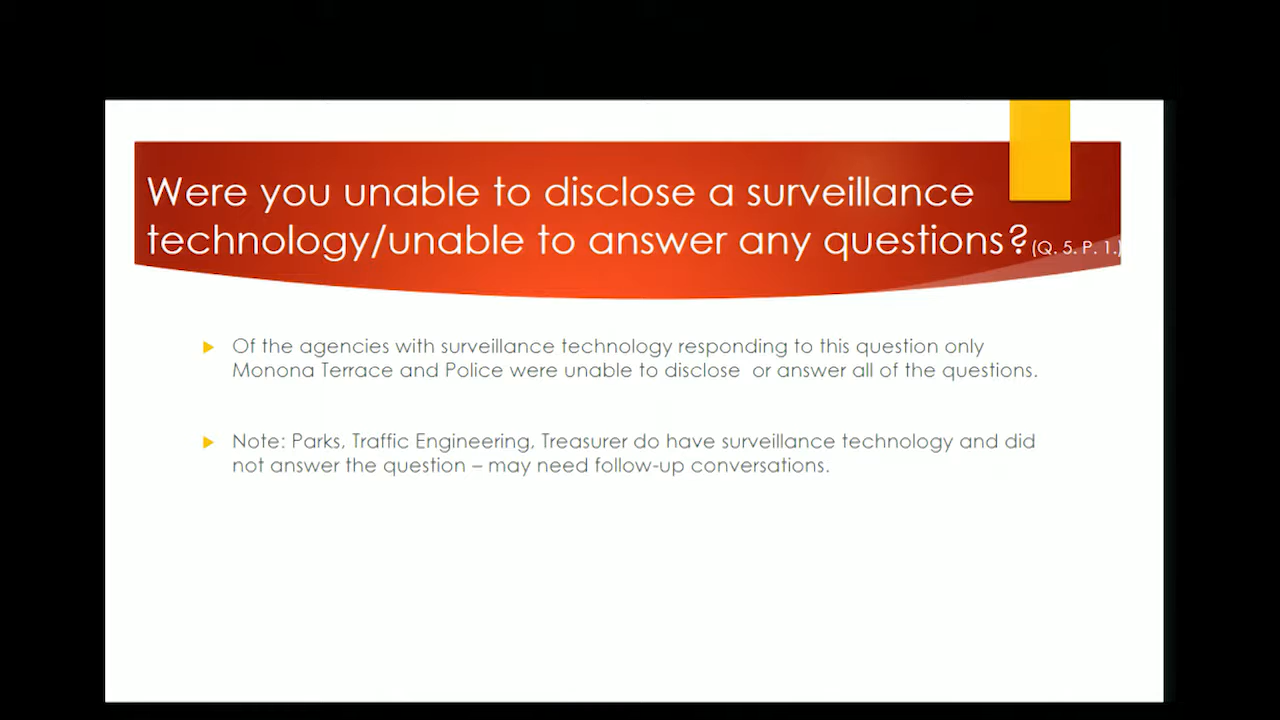 Were you unable to disclose a surveillance
technology/unable to answer any questions?(Q. 5. P. 1.)
Of the agencies with surveillance technology responding to this question only
Monona Terrace and Police were unable to disclose  or answer all of the questions.
Note: Parks, Traffic Engineering, Treasurer do have surveillance technology and did
not answer the question – may need follow-up conversations.